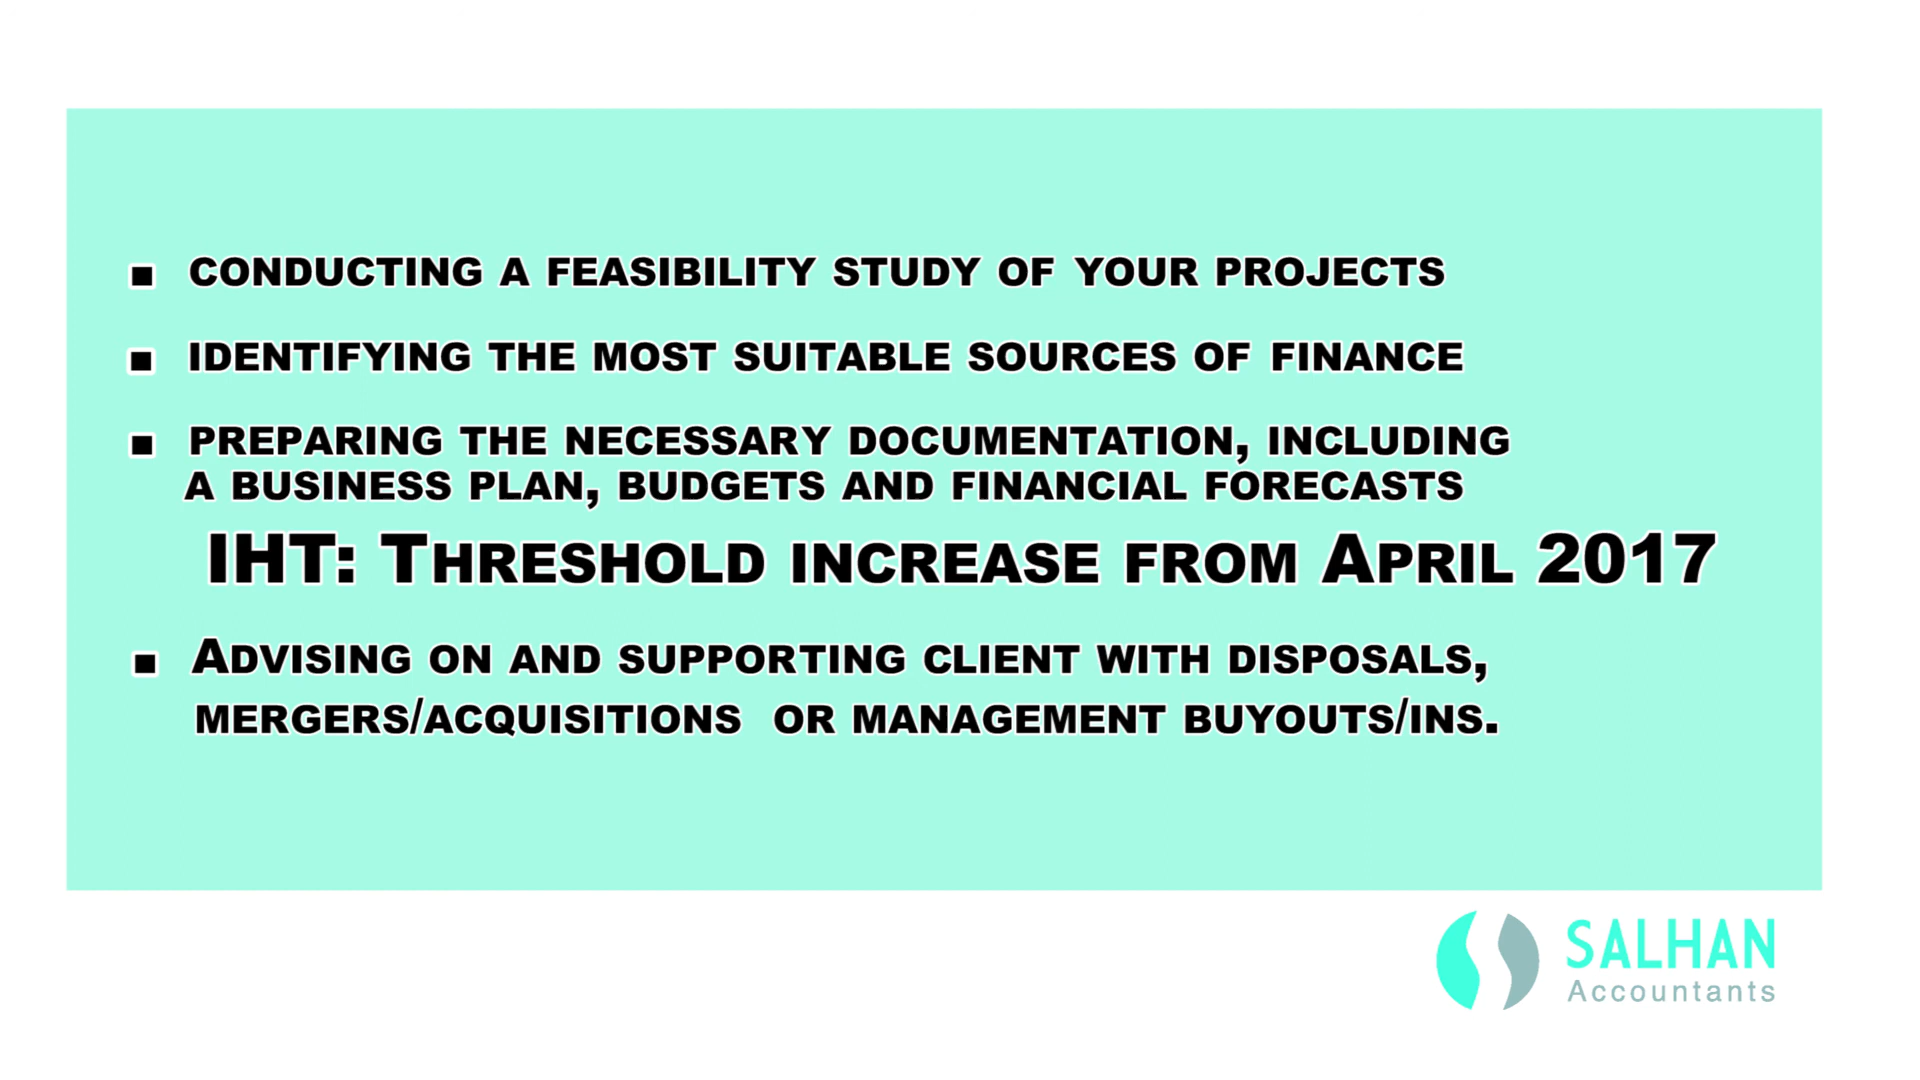 ▪ CONDUCTING A FEASIBILITY STUDY OF YOUR PROJECTS
▪ IDENTIFYING THE MOST SUITABLE SOURCES OF FINANCE
▪ PREPARING THE NECESSARY DOCUMENTATION, INCLUDING
A BUSINESS PLAN, BUDGETS AND FINANCIAL FORECASTS
IHT: THRESHOLD INCREASE FROM APRIL 2017
▪ ADVISING ON AND SUPPORTING CLIENT WITH DISPOSALS,
MERGERS/ACQUISITIONS OR MANAGEMENT BUYOUTS/INS.
SALHAN
Accountants